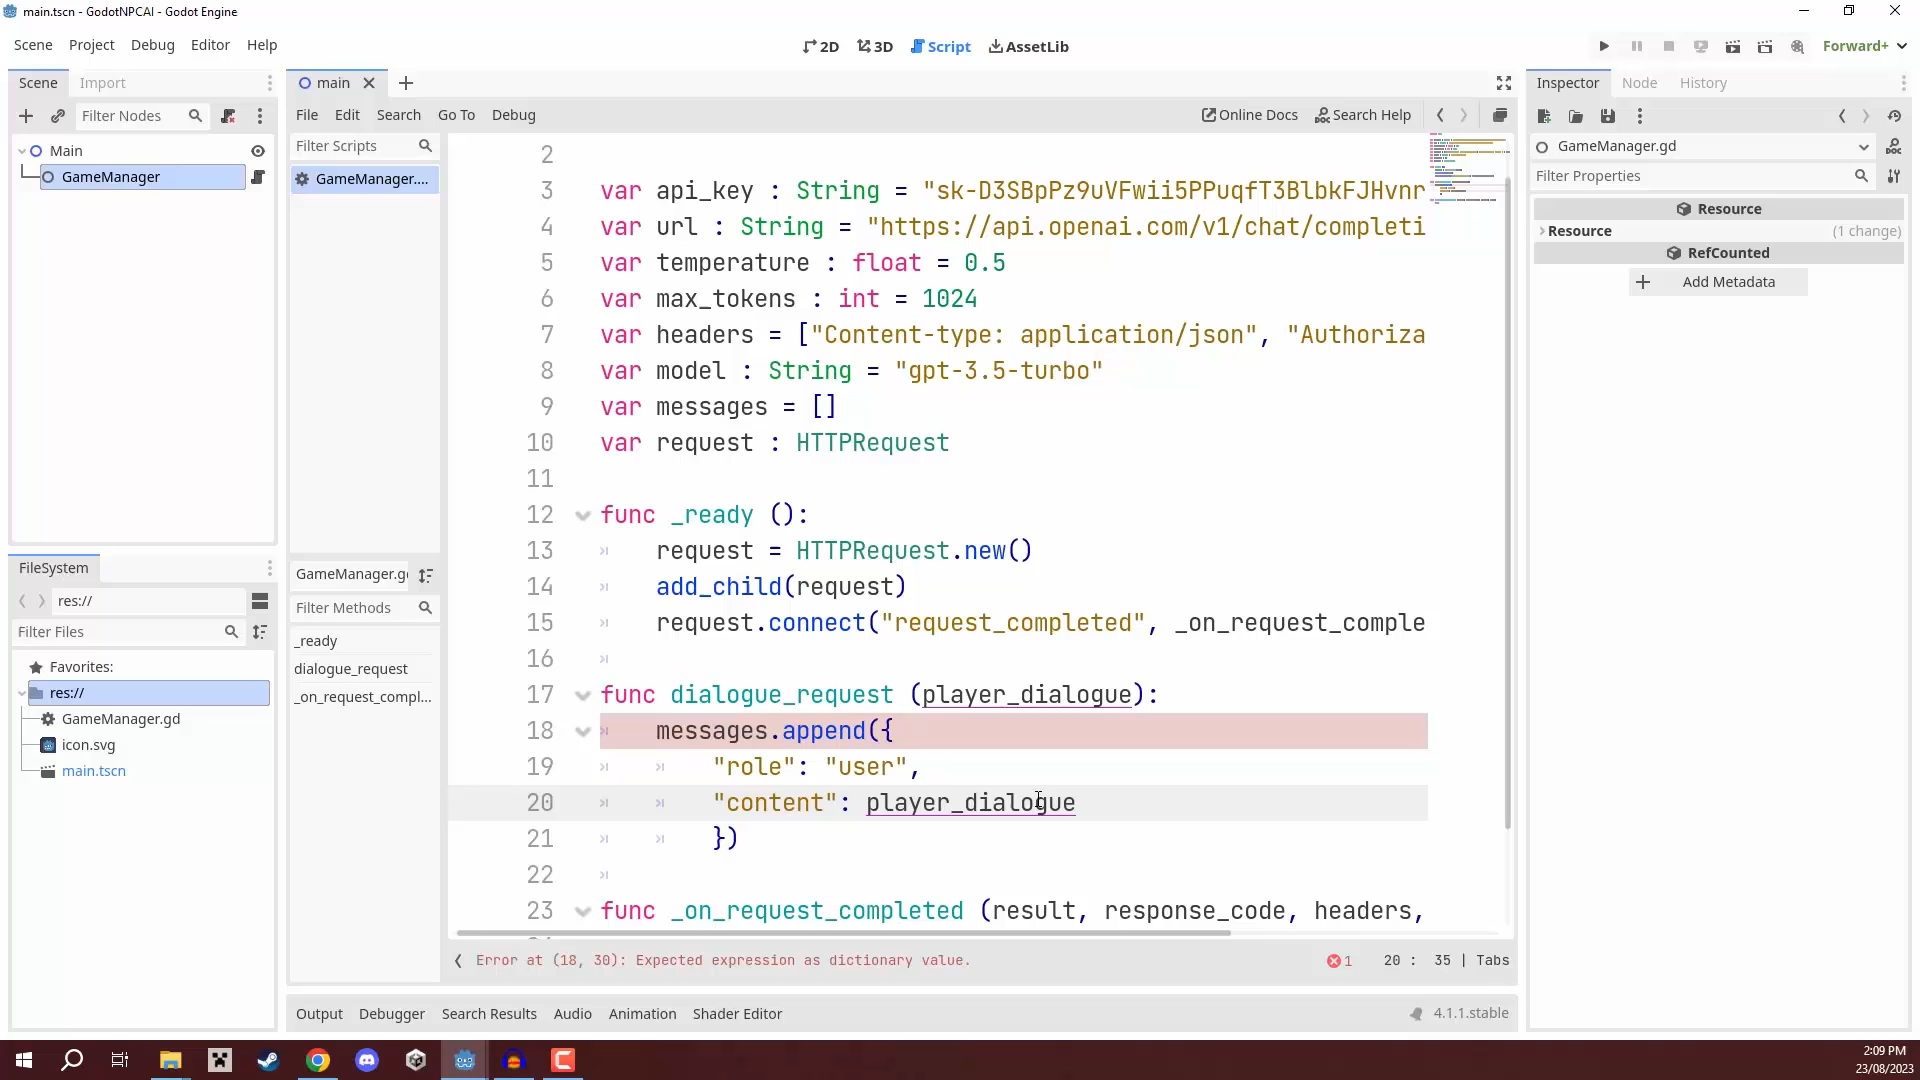 main.tscn - GodotNPCAI - Godot Engine
Scene Project Debug Editor Help
2D 3D Script AssetLib
Forward+
Scene Import
Filter Nodes
Main
GameManager
main
File Edit Search Go To Debug
Online Docs Search Help
Filter Scripts
GameManager....
GameManager.g
Filter Methods
_ready
dialogue_request
_on_request_compl...
2
3 var api_key : String = "sk-D3SBpPz9uVFwii5PPuqfT3BlbkFJHvnr
4 var url : String = "https://api.openai.com/v1/chat/completi
5 var temperature : float = 0.5
6 var max_tokens : int = 1024
7 var headers = ["Content-type: application/json", "Authoriza
8 var model : String = "gpt-3.5-turbo"
9 var messages = []
10 var request : HTTPRequest
11
12 func _ready ():
13 request = HTTPRequest.new()
14 add_child(request)
15 request.connect("request_completed", _on_request_comple
16
17 func dialogue_request (player_dialogue):
18 messages.append({
19 "role": "user",
20 "content": player_dialogue
21 })
22
23 func _on_request_completed (result, response_code, headers,
Error at (18, 30): Expected expression as dictionary value.
1 20 : 35 | Tabs
Output Debugger Search Results Audio Animation Shader Editor
4.1.1.stable
FileSystem
res://
Filter Files
Favorites:
res://
GameManager.gd
icon.svg
main.tscn
Inspector Node History
GameManager.gd
Filter Properties
Resource
Resource (1 change)
RefCounted
Add Metadata
2:09 PM
23/08/2023